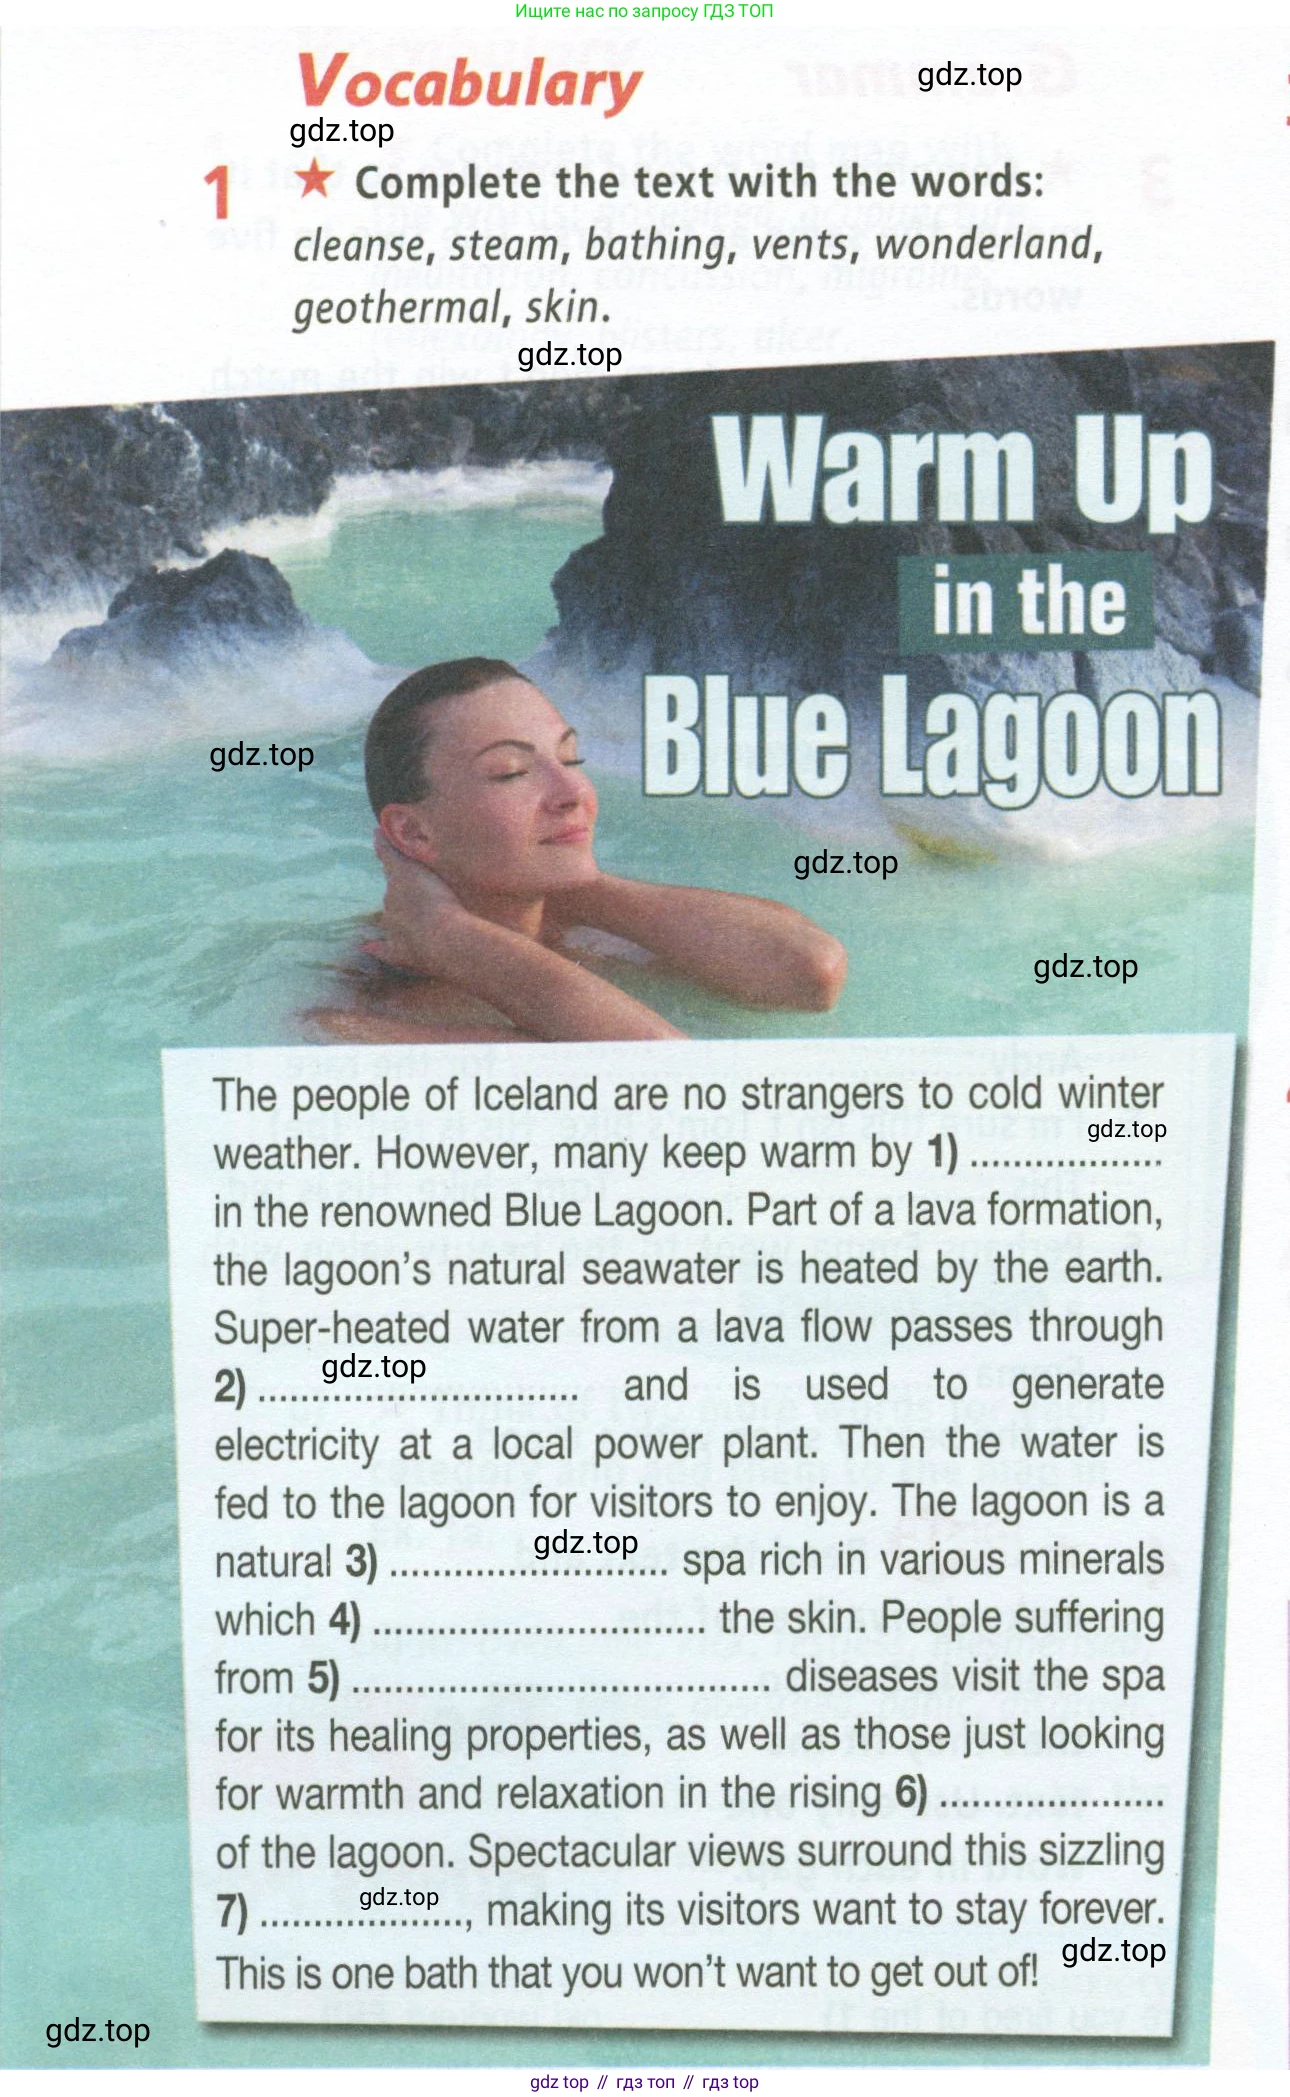 Ищите нас по запросу ГДЗ ТОП
Vocabulary
gdz.top
gdz.top
1 ★ Complete the text with the words:
cleanse, steam, bathing, vents, wonderland,
geothermal, skin.
gdz.top
Warm Up
in the
Blue Lagoon
gdz.top
gdz.top
gdz.top
The people of Iceland are no strangers to cold winter
gdz.top
weather. However, many keep warm by 1) ..................
in the renowned Blue Lagoon. Part of a lava formation,
the lagoon's natural seawater is heated by the earth.
Super-heated water from a lava flow passes through
gdz.top
2) .............................. and is used to generate
electricity at a local power plant. Then the water is
fed to the lagoon for visitors to enjoy. The lagoon is a
gdz.top
natural 3) .......................... spa rich in various minerals
which 4) ............................... the skin. People suffering
from 5) ....................................... diseases visit the spa
for its healing properties, as well as those just looking
for warmth and relaxation in the rising 6) .....................
of the lagoon. Spectacular views surround this sizzling
gdz.top
7) ..................., making its visitors want to stay forever.
gdz.top
This is one bath that you won't want to get out of!
gdz.top
gdz top // гдз топ // гдз top